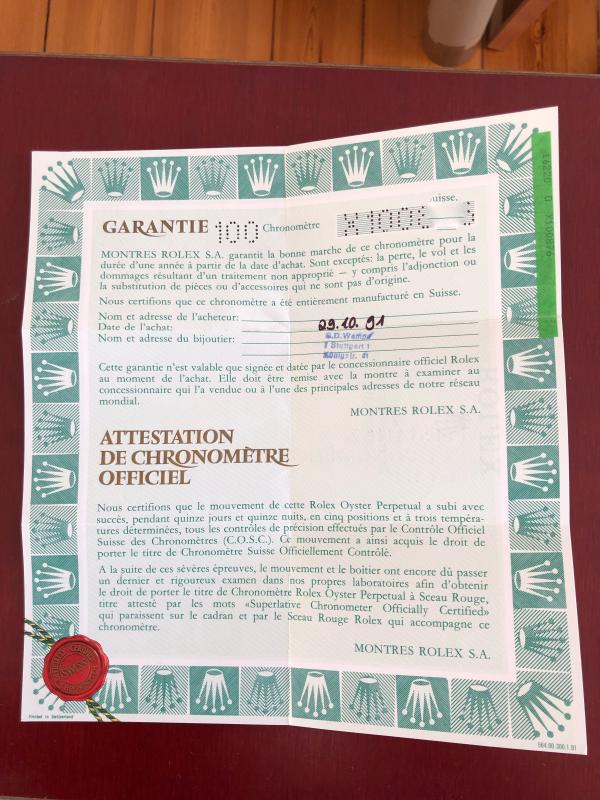 uisse.
GARANTIE 100 Chronomètre X1006
MONTRES ROLEX S.A. garantit la bonne marche de ce chronomètre pour la
durée d'une année à partir de la date d'achat. Sont exceptés: la perte, le vol et les
dommages résultant d'un traitement non approprié – y compris l'adjonction ou
la substitution de pièces ou d'accessoires qui ne sont pas d'origine.
Nous certifions que ce chronomètre a été entièrement manufacturé en Suisse.
Nom et adresse de l'acheteur:
Date de l'achat: 29.10.91
Nom et adresse du bijoutier: G.D. Wempe
7 Stuttgart 1
Königstr. 41
Cette garantie n'est valable que signée et datée par le concessionnaire officiel Rolex
au moment de l'achat. Elle doit être remise avec la montre à examiner au
concessionnaire qui l'a vendue ou à l'une des principales adresses de notre réseau
mondial.
MONTRES ROLEX S.A.
ATTESTATION
DE CHRONOMÈTRE
OFFICIEL
Nous certifions que le mouvement de cette Rolex Oyster Perpetual a subi avec
succès, pendant quinze jours et quinze nuits, en cinq positions et à trois tempéra-
tures déterminées, tous les contrôles de précision effectués par le Contrôle Officiel
Suisse des Chronomètres (C.O.S.C.). Ce mouvement a ainsi acquis le droit de
porter le titre de Chronomètre Suisse Officiellement Contrôlé.
A la suite de ces sévères épreuves, le mouvement et le boîtier ont encore dû passer
un dernier et rigoureux examen dans nos propres laboratoires afin d'obtenir
le droit de porter le titre de Chronomètre Rolex Oyster Perpetual à Sceau Rouge,
titre attesté par les mots «Superlative Chronometer Officially Certified»
qui paraissent sur le cadran et par le Sceau Rouge Rolex qui accompagne ce
chronomètre.
MONTRES ROLEX S.A.
Printed in Switzerland
564.00.300.1.91